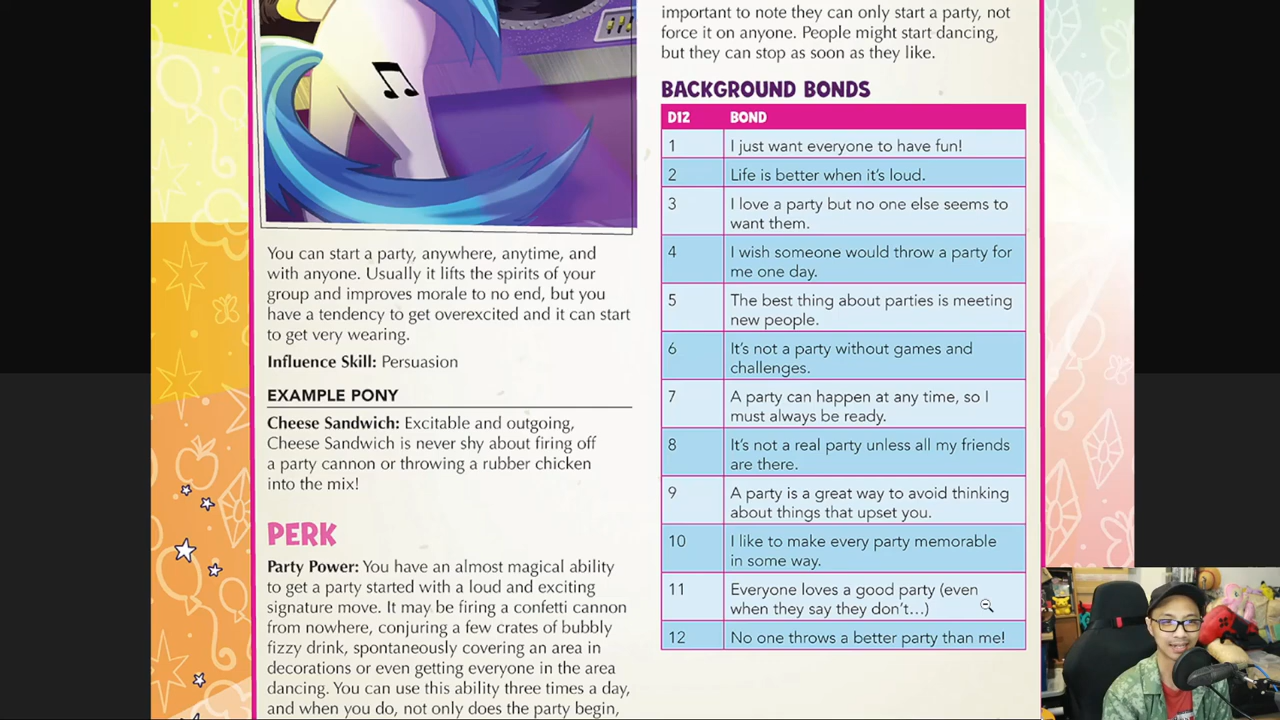 You can start a party, anywhere, anytime, and
with anyone. Usually it lifts the spirits of your
group and improves morale to no end, but you
have a tendency to get overexcited and it can start
to get very wearing.
Influence Skill: Persuasion
EXAMPLE PONY
Cheese Sandwich: Excitable and outgoing,
Cheese Sandwich is never shy about firing off
a party cannon or throwing a rubber chicken
into the mix!
PERK
Party Power: You have an almost magical ability
to get a party started with a loud and exciting
signature move. It may be firing a confetti cannon
from nowhere, conjuring a few crates of bubbly
fizzy drink, spontaneously covering an area in
decorations or even getting everyone in the area
dancing. You can use this ability three times a day,
and when you do, not only does the party begin,
important to note they can only start a party, not
force it on anyone. People might start dancing,
but they can stop as soon as they like.
BACKGROUND BONDS
D12 BOND
1 I just want everyone to have fun!
2 Life is better when it's loud.
3 I love a party but no one else seems to
want them.
4 I wish someone would throw a party for
me one day.
5 The best thing about parties is meeting
new people.
6 It's not a party without games and
challenges.
7 A party can happen at any time, so I
must always be ready.
8 It's not a real party unless all my friends
are there.
9 A party is a great way to avoid thinking
about things that upset you.
10 I like to make every party memorable
in some way.
11 Everyone loves a good party (even
when they say they don't…)
12 No one throws a better party than me!